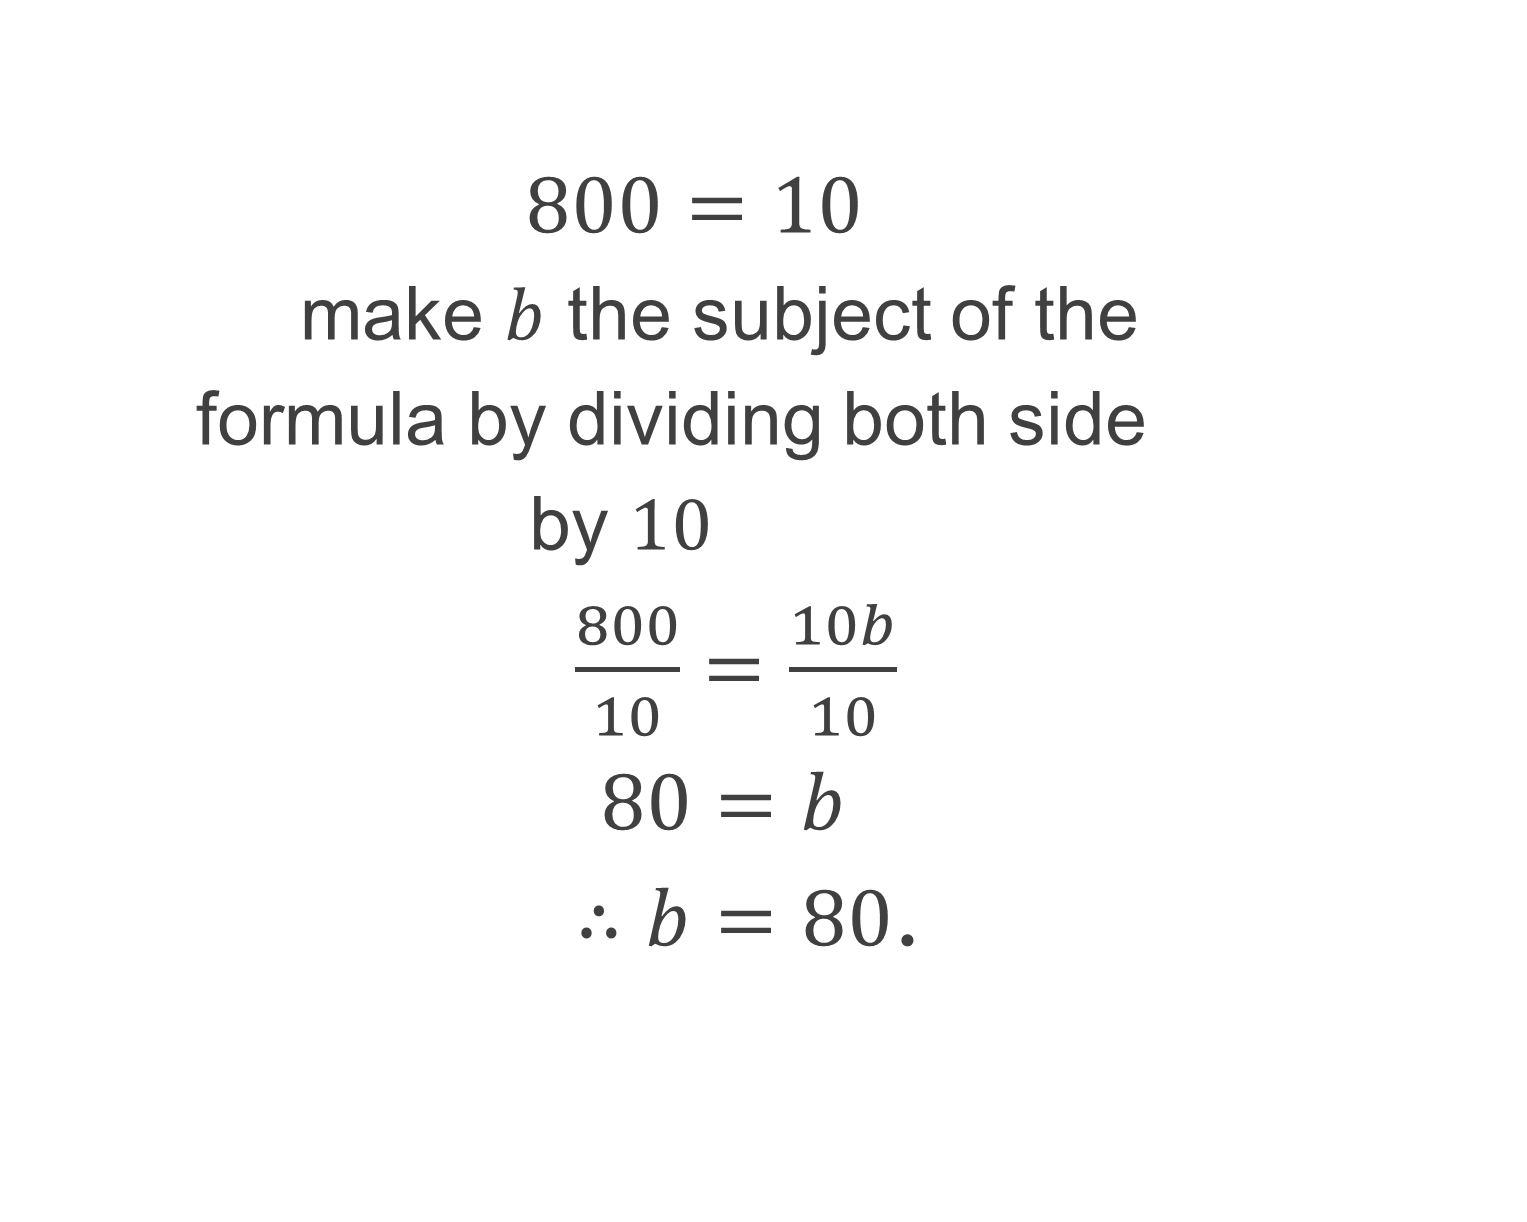 800 = 10
make b the subject of the
formula by dividing both side
by 10
800/10 = 10b/10
80 = b
∴ b = 80.